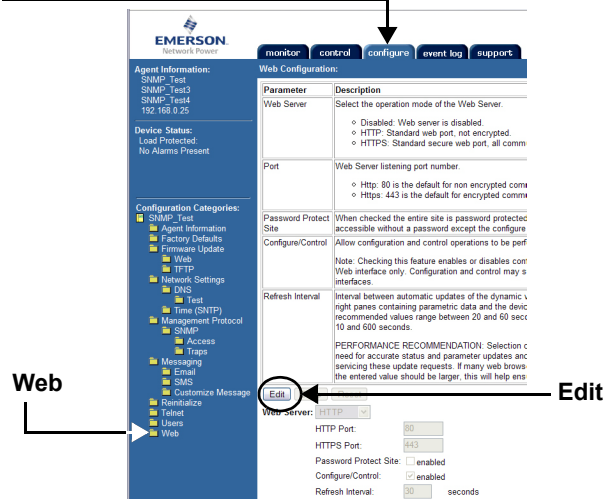 EMERSON
Network Power
monitor control configure event log support
Agent Information:
SNMP_Test
SNMP_Test3
SNMP_Test4
192.168.0.25
Device Status:
Load Protected:
No Alarms Present
Configuration Categories:
SNMP_Test
Agent Information
Factory Defaults
Firmware Update
Web
TFTP
Network Settings
DNS
Test
Time (SNTP)
Management Protocol
SNMP
Access
Traps
Messaging
Email
SMS
Customize Message
Reinitialize
Telnet
Users
Web
Web Configuration:
Parameter Description
Web Server Select the operation mode of the Web Server.
Disabled: Web server is disabled.
HTTP: Standard web port, not encrypted.
HTTPS: Standard secure web port, all comm
Port Web Server listening port number.
Http: 80 is the default for non encrypted com
Https: 443 is the default for encrypted comm
Password Protect When checked the entire site is password protected
Site accessible without a password except the configure
Configure/Control Allow configuration and control operations to be perf
Note: Checking this feature enables or disables con
Web interface only. Configuration and control may s
interfaces.
Refresh Interval Interval between automatic updates of the dynamic
right panes containing parametric data and the devic
recommended values range between 20 and 60 sec
10 and 600 seconds.
PERFORMANCE RECOMMENDATION: Selection
need for accurate status and parameter updates and
servicing these update requests. If many web brows
the entered value should be larger, this will help ens
Edit
Web Server: HTTP
HTTP Port: 80
HTTPS Port: 443
Password Protect Site: enabled
Configure/Control: enabled
Refresh Interval: 30 seconds
Web
Edit